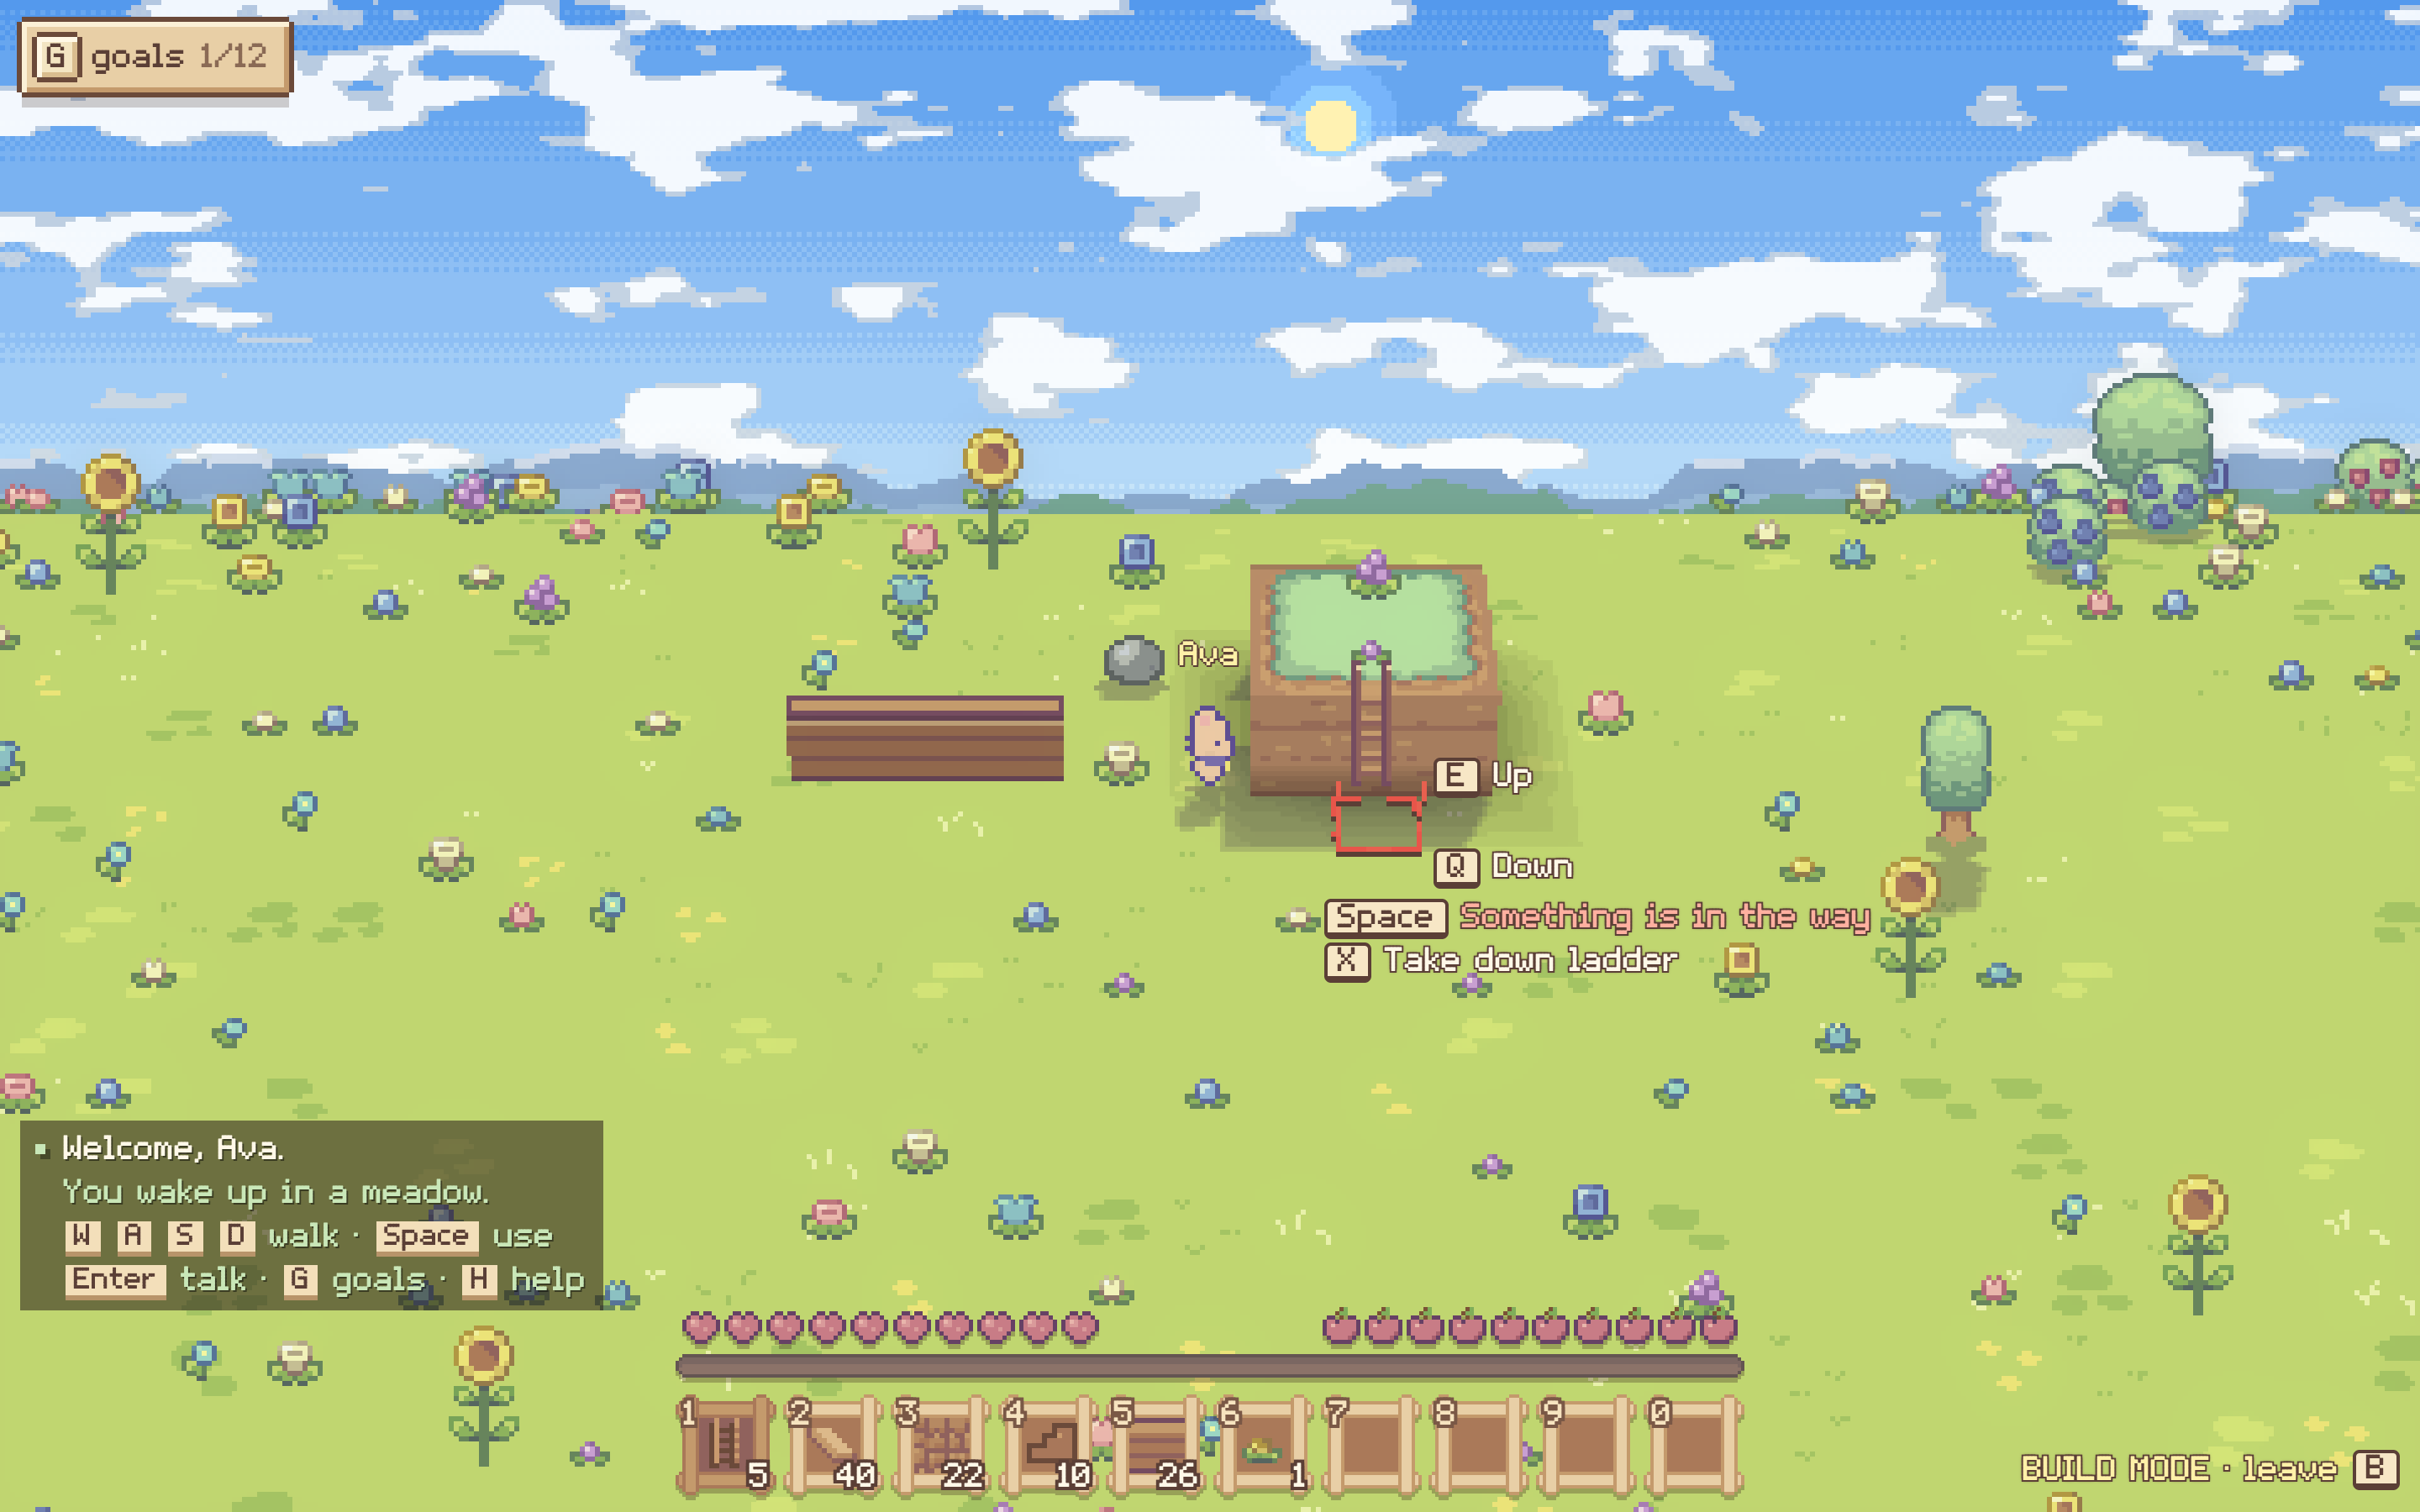 G goals 1/12
Ava
E Up
Q Down
Space Something is in the way
X Take down ladder
Welcome, Ava.
You wake up in a meadow.
W A S D walk · Space use
Enter talk · G goals · H help
1 2 3 4 5 6 7 8 9 0
5 40 22 10 26 1
BUILD MODE · leave B